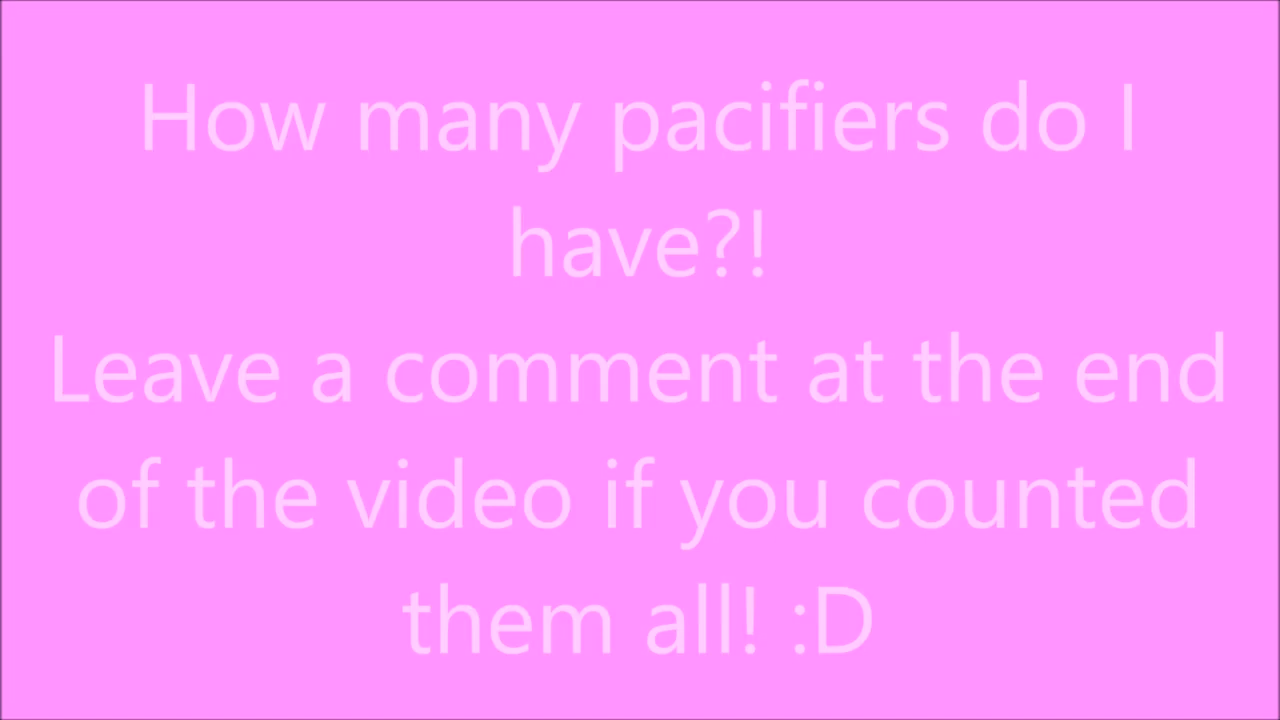 How many pacifiers do I
have?!
Leave a comment at the end
of the video if you counted
them all! :D